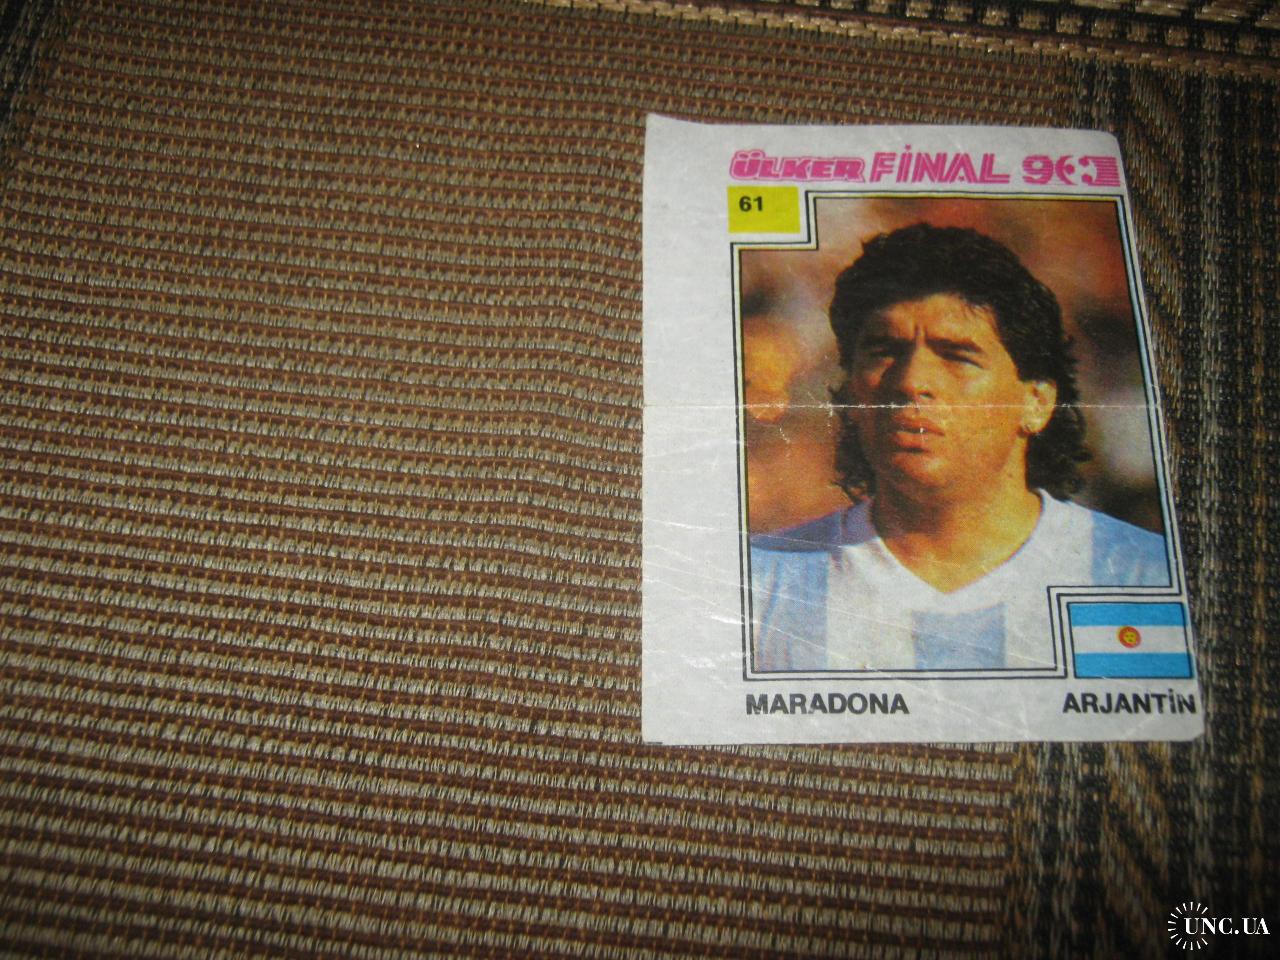 ÜLKER FİNAL 90
61
MARADONA ARJANTİN
UNC.UA